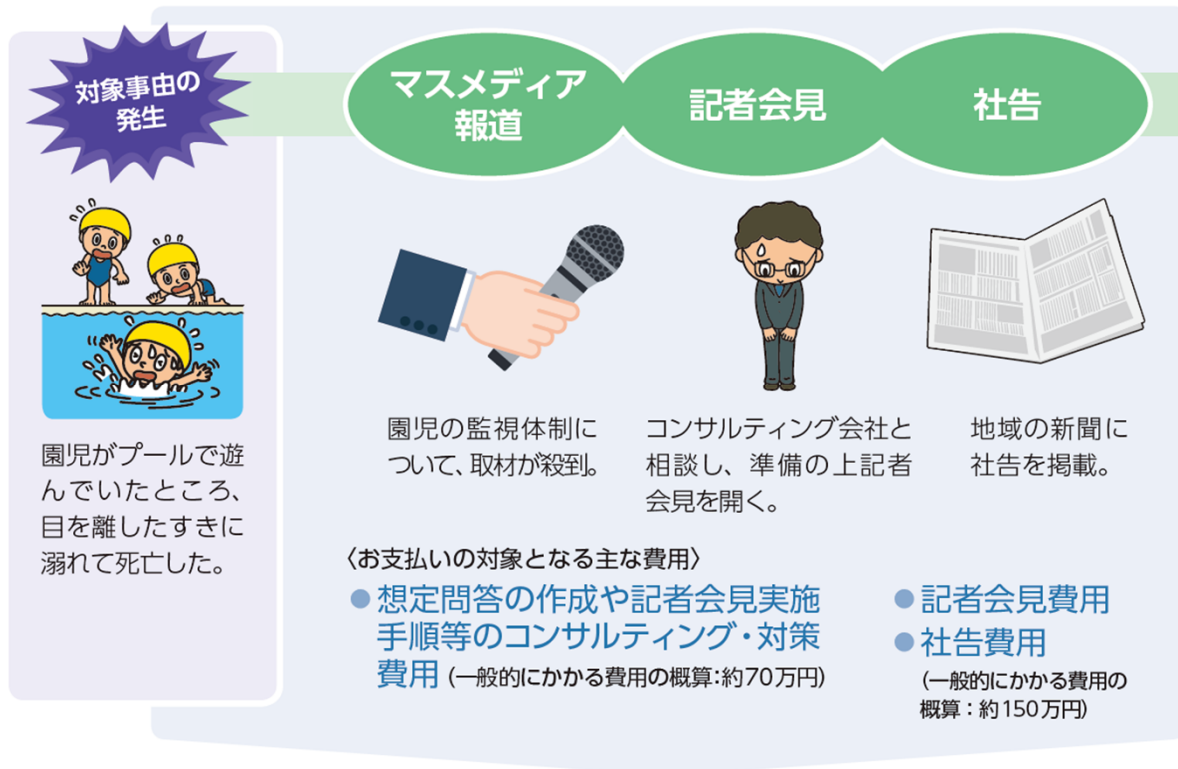 対象事由の
発生
園児がプールで遊
んでいたところ、
目を離したすきに
溺れて死亡した。
マスメディア
報道
記者会見
社告
園児の監視体制に
ついて、取材が殺到。
コンサルティング会社と
相談し、準備の上記者
会見を開く。
地域の新聞に
社告を掲載。
〈お支払いの対象となる主な費用〉
●想定問答の作成や記者会見実施
手順等のコンサルティング・対策
費用(一般的にかかる費用の概算:約70万円)
●記者会見費用
●社告費用
(一般的にかかる費用の
概算:約150万円)